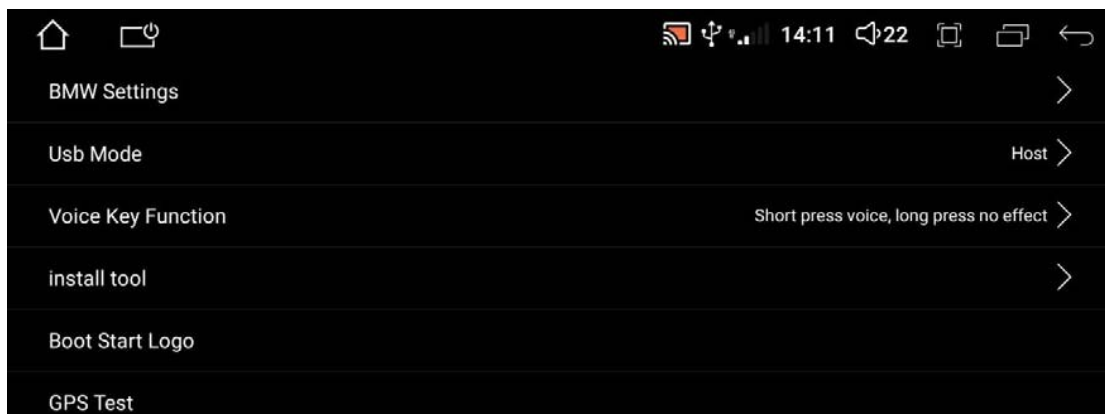 14:11 22
BMW Settings
Usb Mode Host
Voice Key Function Short press voice, long press no effect
install tool
Boot Start Logo
GPS Test